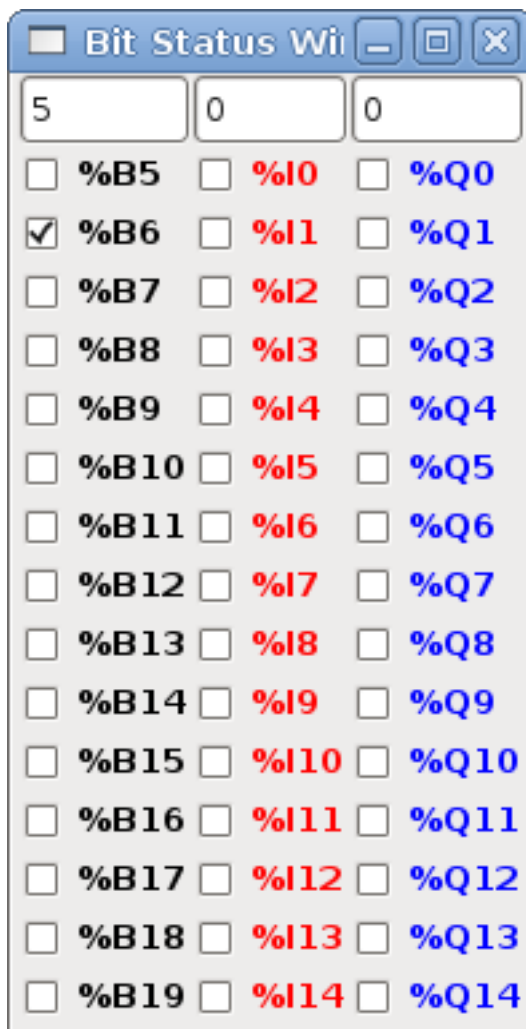 Bit Status Wi
5 0 0
%B5 %I0 %Q0
%B6 %I1 %Q1
%B7 %I2 %Q2
%B8 %I3 %Q3
%B9 %I4 %Q4
%B10 %I5 %Q5
%B11 %I6 %Q6
%B12 %I7 %Q7
%B13 %I8 %Q8
%B14 %I9 %Q9
%B15 %I10 %Q10
%B16 %I11 %Q11
%B17 %I12 %Q12
%B18 %I13 %Q13
%B19 %I14 %Q14